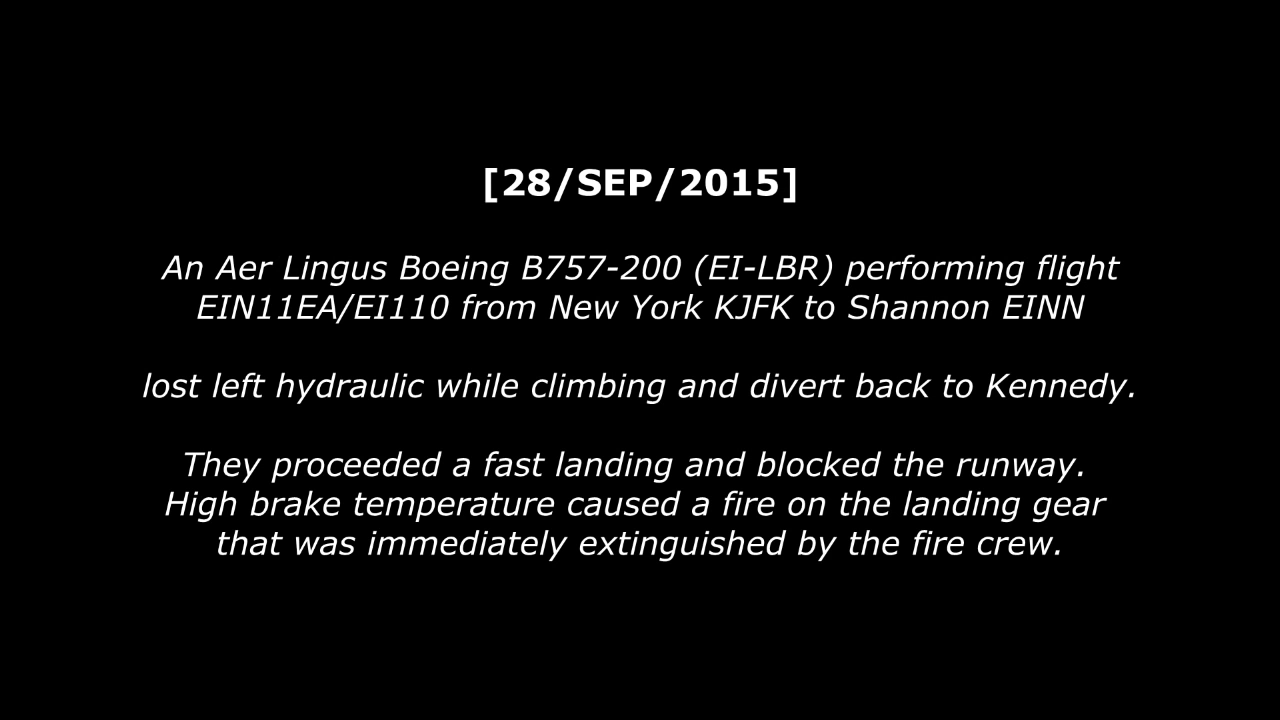 [28/SEP/2015]
An Aer Lingus Boeing B757-200 (EI-LBR) performing flight
EIN11EA/EI110 from New York KJFK to Shannon EINN
lost left hydraulic while climbing and divert back to Kennedy.
They proceeded a fast landing and blocked the runway.
High brake temperature caused a fire on the landing gear
that was immediately extinguished by the fire crew.